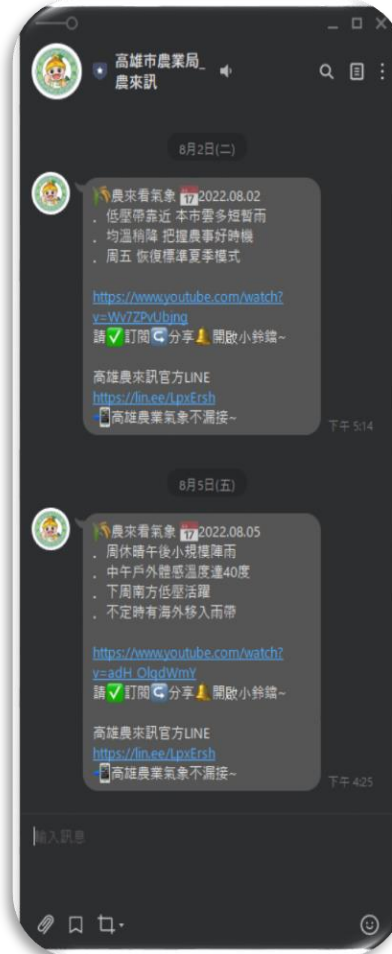 高雄市農業局_
農來訊
8月2日(二)
🌾農來看氣象 📅2022.08.02
．低壓帶靠近 本市雲多短暫雨
．均溫稍降 把握農事好時機
．周五 恢復標準夏季模式
https://www.youtube.com/watch?
v=Wv7ZPvUbjng
請✅訂閱↪️分享🔔開啟小鈴鐺~
高雄農來訊官方LINE
https://lin.ee/LpxErsh
📲高雄農業氣象不漏接~
下午 5:14
8月5日(五)
🌾農來看氣象 📅2022.08.05
．周休晴午後小規模陣雨
．中午戶外體感溫度達40度
．下周南方低壓活躍
．不定時有海外移入雨帶
https://www.youtube.com/watch?
v=adH_OlqdWmY
請✅訂閱↪️分享🔔開啟小鈴鐺~
高雄農來訊官方LINE
https://lin.ee/LpxErsh
📲高雄農業氣象不漏接~
下午 4:25
輸入訊息